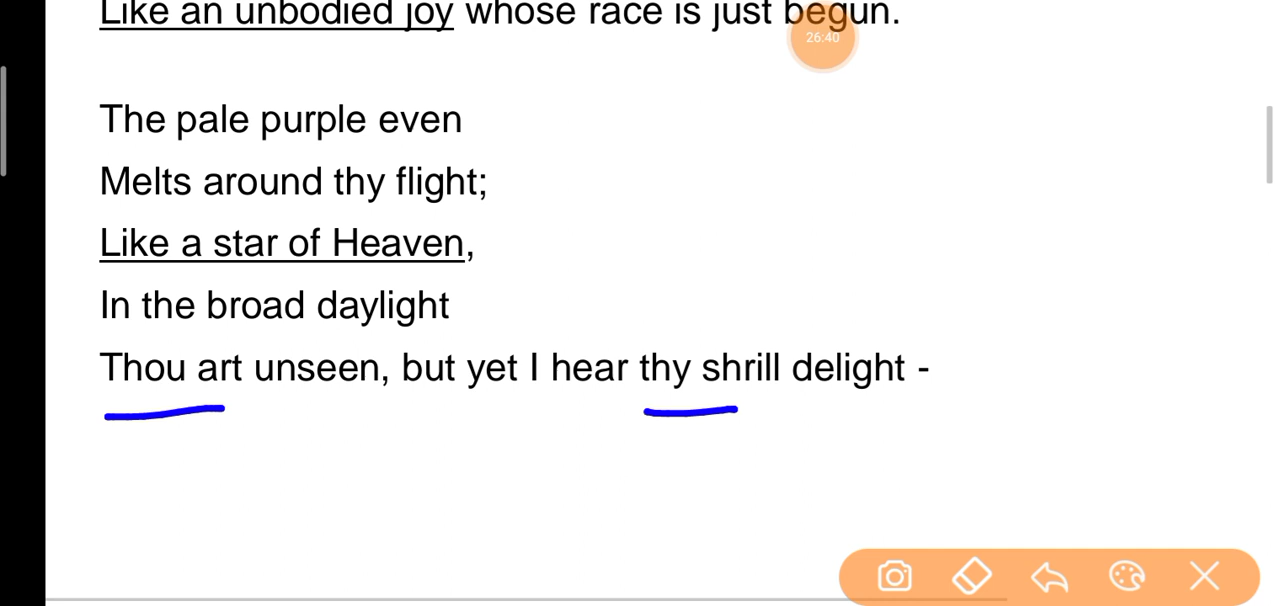 Like an unbodied joy whose race is just begun.
26:40
The pale purple even
Melts around thy flight;
Like a star of Heaven,
In the broad daylight
Thou art unseen, but yet I hear thy shrill delight -